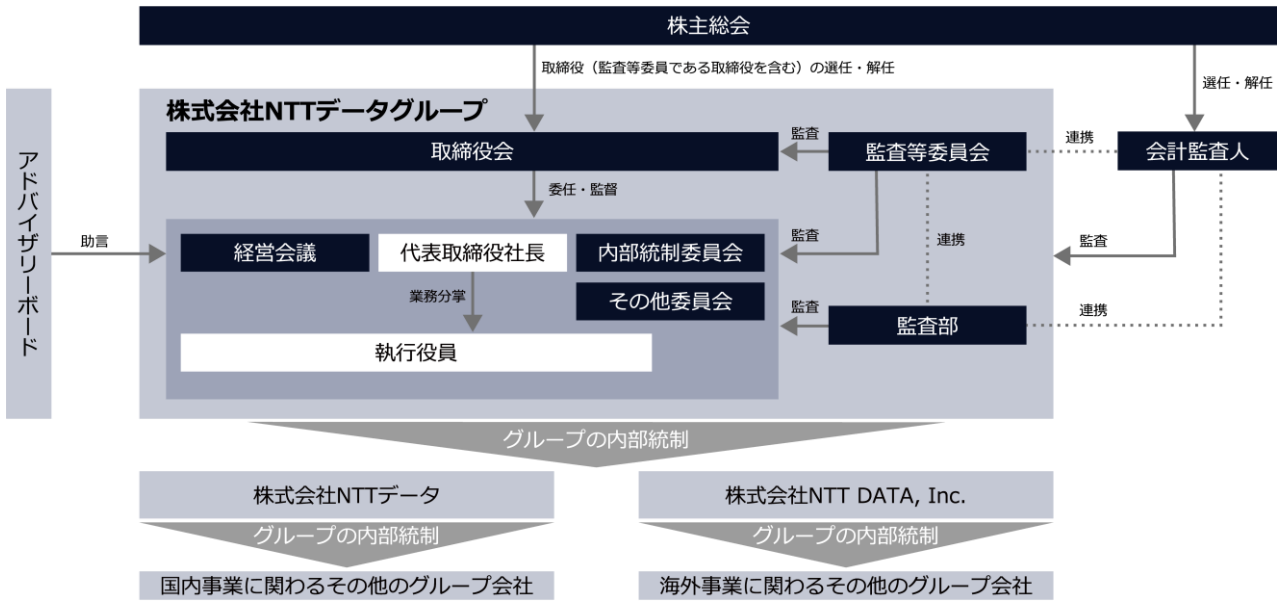 株主総会
取締役（監査等委員である取締役を含む）の選任・解任
選任・解任
株式会社NTTデータグループ
取締役会
監査
監査等委員会
連携
会計監査人
委任・監督
アドバイザリーボード
助言
経営会議
代表取締役社長
内部統制委員会
監査
連携
監査
業務分掌
その他委員会
監査
監査部
連携
執行役員
グループの内部統制
株式会社NTTデータ
株式会社NTT DATA, Inc.
グループの内部統制
グループの内部統制
国内事業に関わるその他のグループ会社
海外事業に関わるその他のグループ会社